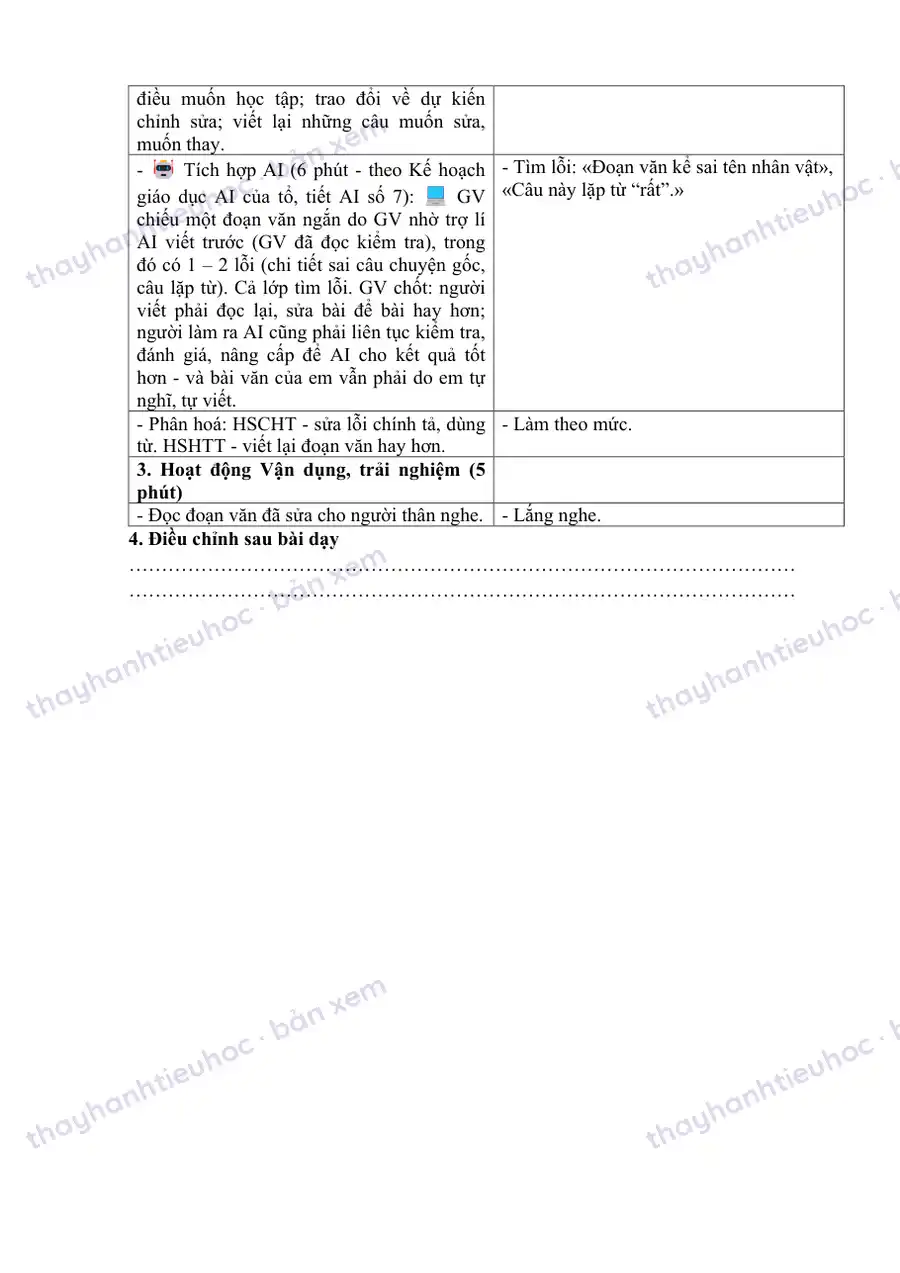 điều muốn học tập; trao đổi về dự kiến
chỉnh sửa; viết lại những câu muốn sửa,
muốn thay.
- Tích hợp AI (6 phút - theo Kế hoạch
giáo dục AI của tổ, tiết AI số 7): GV
chiếu một đoạn văn ngắn do GV nhờ trợ lí
AI viết trước (GV đã đọc kiểm tra), trong
đó có 1 – 2 lỗi (chi tiết sai câu chuyện gốc,
câu lặp từ). Cả lớp tìm lỗi. GV chốt: người
viết phải đọc lại, sửa bài để bài hay hơn;
người làm ra AI cũng phải liên tục kiểm tra,
đánh giá, nâng cấp để AI cho kết quả tốt
hơn - và bài văn của em vẫn phải do em tự
nghĩ, tự viết.
- Tìm lỗi: «Đoạn văn kể sai tên nhân vật»,
«Câu này lặp từ “rất”.»
- Phân hoá: HSCHT - sửa lỗi chính tả, dùng
từ. HSHTT - viết lại đoạn văn hay hơn.
- Làm theo mức.
3. Hoạt động Vận dụng, trải nghiệm (5
phút)
- Đọc đoạn văn đã sửa cho người thân nghe.
- Lắng nghe.
4. Điều chỉnh sau bài dạy
……………………………………………………………………………………
……………………………………………………………………………………
thayhanhtieuhoc · bản xem
thayhanhtieuhoc · b
thayhanhtieuhoc · bản xem
thayhanhtieuhoc · b
thayhanhtieuhoc · bản xem
thayhanhtieuhoc · b